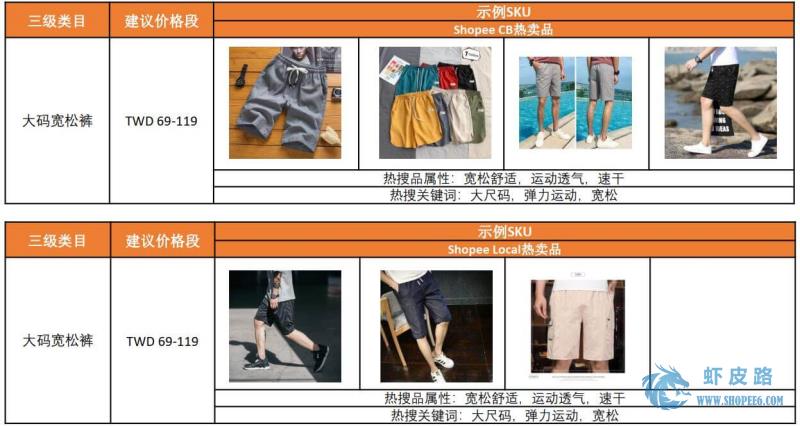 三级类目
建议价格段
示例SKU
Shopee CB热卖品
大码宽松裤
TWD 69-119
热搜品属性：宽松舒适，运动透气，速干
热搜关键词：大尺码，弹力运动，宽松
三级类目
建议价格段
示例SKU
Shopee Local热卖品
大码宽松裤
TWD 69-119
热搜品属性：宽松舒适，运动透气，速干
热搜关键词：大尺码，弹力运动，宽松
虾皮路
WWW.SHOPEE6.COM